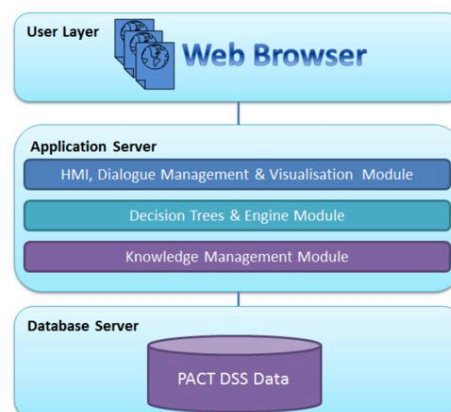 User Layer
Web Browser
Application Server
HMI, Dialogue Management & Visualisation Module
Decision Trees & Engine Module
Knowledge Management Module
Database Server
PACT DSS Data